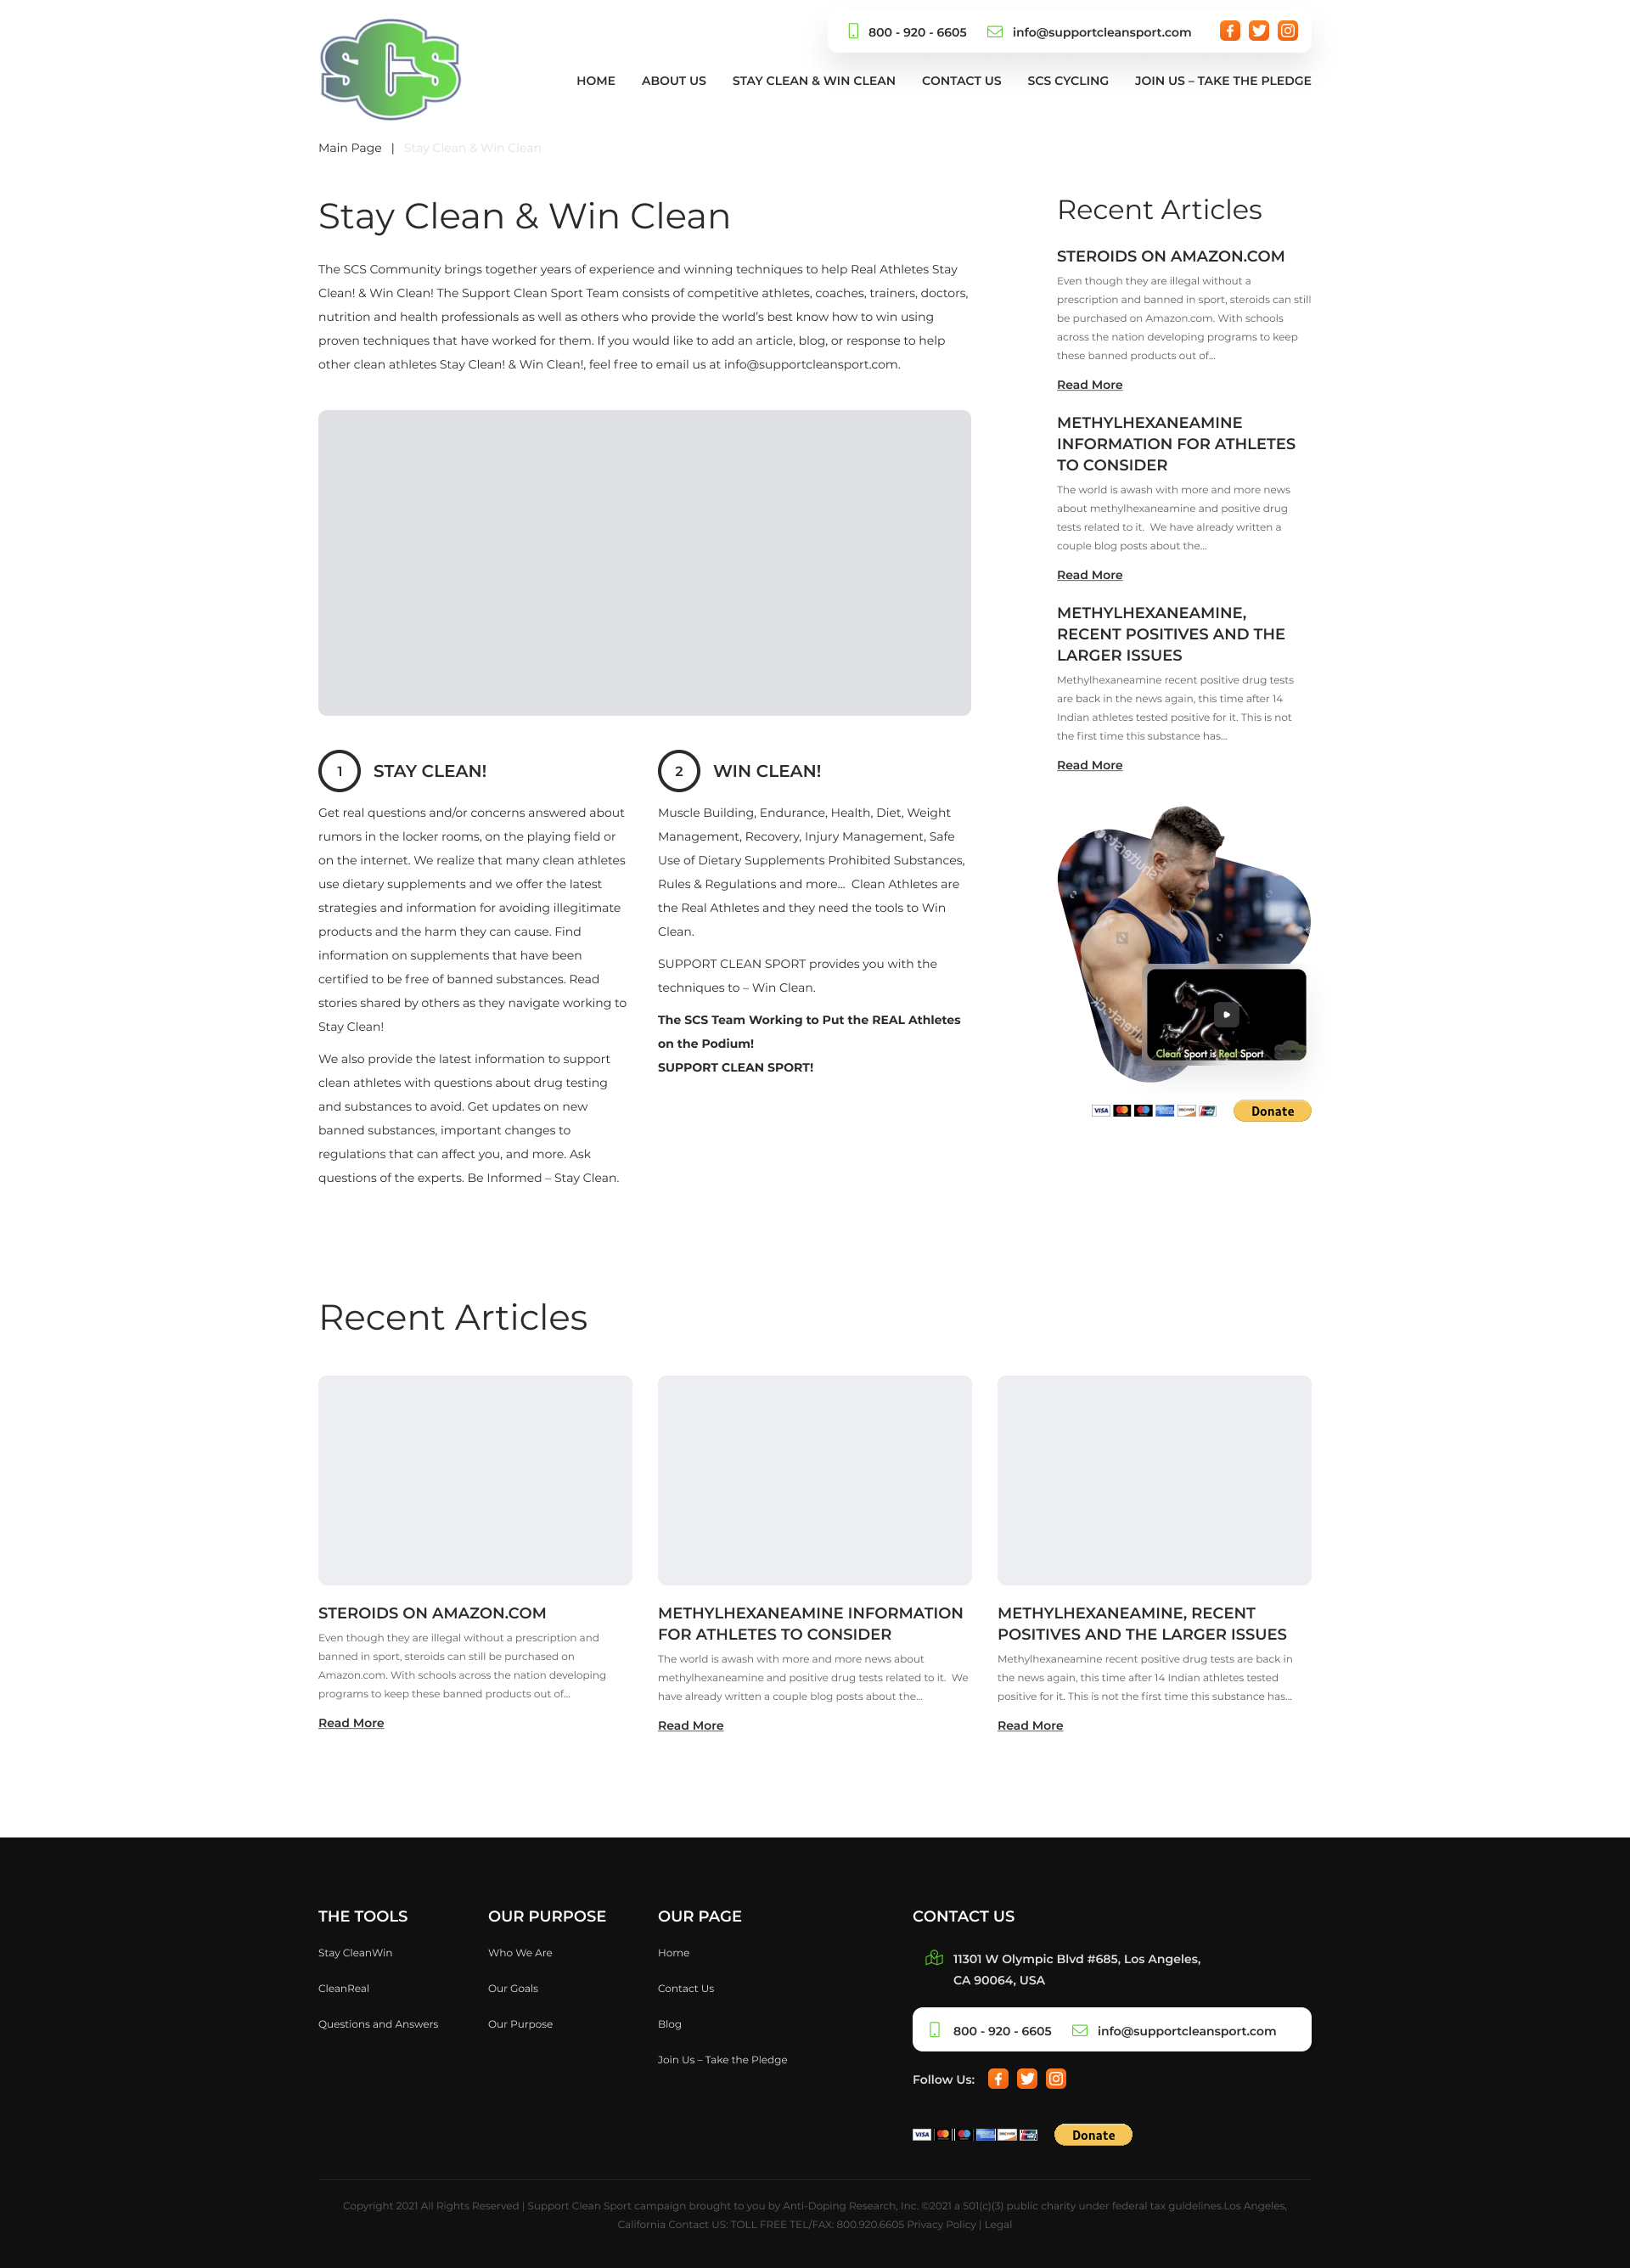 SCS
800 - 920 - 6605
info@supportcleansport.com
HOME
ABOUT US
STAY CLEAN & WIN CLEAN
CONTACT US
SCS CYCLING
JOIN US – TAKE THE PLEDGE
Main Page | Stay Clean & Win Clean
Stay Clean & Win Clean
The SCS Community brings together years of experience and winning techniques to help Real Athletes Stay
Clean! & Win Clean! The Support Clean Sport Team consists of competitive athletes, coaches, trainers, doctors,
nutrition and health professionals as well as others who provide the world’s best know how to win using
proven techniques that have worked for them. If you would like to add an article, blog, or response to help
other clean athletes Stay Clean! & Win Clean!, feel free to email us at info@supportcleansport.com.
1 STAY CLEAN!
Get real questions and/or concerns answered about
rumors in the locker rooms, on the playing field or
on the internet. We realize that many clean athletes
use dietary supplements and we offer the latest
strategies and information for avoiding illegitimate
products and the harm they can cause. Find
information on supplements that have been
certified to be free of banned substances. Read
stories shared by others as they navigate working to
Stay Clean!
We also provide the latest information to support
clean athletes with questions about drug testing
and substances to avoid. Get updates on new
banned substances, important changes to
regulations that can affect you, and more. Ask
questions of the experts. Be Informed – Stay Clean.
2 WIN CLEAN!
Muscle Building, Endurance, Health, Diet, Weight
Management, Recovery, Injury Management, Safe
Use of Dietary Supplements Prohibited Substances,
Rules & Regulations and more... Clean Athletes are
the Real Athletes and they need the tools to Win
Clean.
SUPPORT CLEAN SPORT provides you with the
techniques to – Win Clean.
The SCS Team Working to Put the REAL Athletes
on the Podium!
SUPPORT CLEAN SPORT!
Recent Articles
STEROIDS ON AMAZON.COM
Even though they are illegal without a
prescription and banned in sport, steroids can still
be purchased on Amazon.com. With schools
across the nation developing programs to keep
these banned products out of...
Read More
METHYLHEXANEAMINE
INFORMATION FOR ATHLETES
TO CONSIDER
The world is awash with more and more news
about methylhexaneamine and positive drug
tests related to it. We have already written a
couple blog posts about the...
Read More
METHYLHEXANEAMINE,
RECENT POSITIVES AND THE
LARGER ISSUES
Methylhexaneamine recent positive drug tests
are back in the news again, this time after 14
Indian athletes tested positive for it. This is not
the first time this substance has...
Read More
Clean Sport is Real Sport
VISA
DISCOVER
Donate
Recent Articles
STEROIDS ON AMAZON.COM
Even though they are illegal without a prescription and
banned in sport, steroids can still be purchased on
Amazon.com. With schools across the nation developing
programs to keep these banned products out of...
Read More
METHYLHEXANEAMINE INFORMATION
FOR ATHLETES TO CONSIDER
The world is awash with more and more news about
methylhexaneamine and positive drug tests related to it. We
have already written a couple blog posts about the...
Read More
METHYLHEXANEAMINE, RECENT
POSITIVES AND THE LARGER ISSUES
Methylhexaneamine recent positive drug tests are back in
the news again, this time after 14 Indian athletes tested
positive for it. This is not the first time this substance has...
Read More
THE TOOLS
Stay CleanWin
CleanReal
Questions and Answers
OUR PURPOSE
Who We Are
Our Goals
Our Purpose
OUR PAGE
Home
Contact Us
Blog
Join Us – Take the Pledge
CONTACT US
11301 W Olympic Blvd #685, Los Angeles,
CA 90064, USA
800 - 920 - 6605
info@supportcleansport.com
Follow Us:
VISA
DISCOVER
Donate
Copyright 2021 All Rights Reserved | Support Clean Sport campaign brought to you by Anti-Doping Research, Inc. ©2021 a 501(c)(3) public charity under federal tax guidelines.Los Angeles,
California Contact US: TOLL FREE TEL/FAX: 800.920.6605 Privacy Policy | Legal